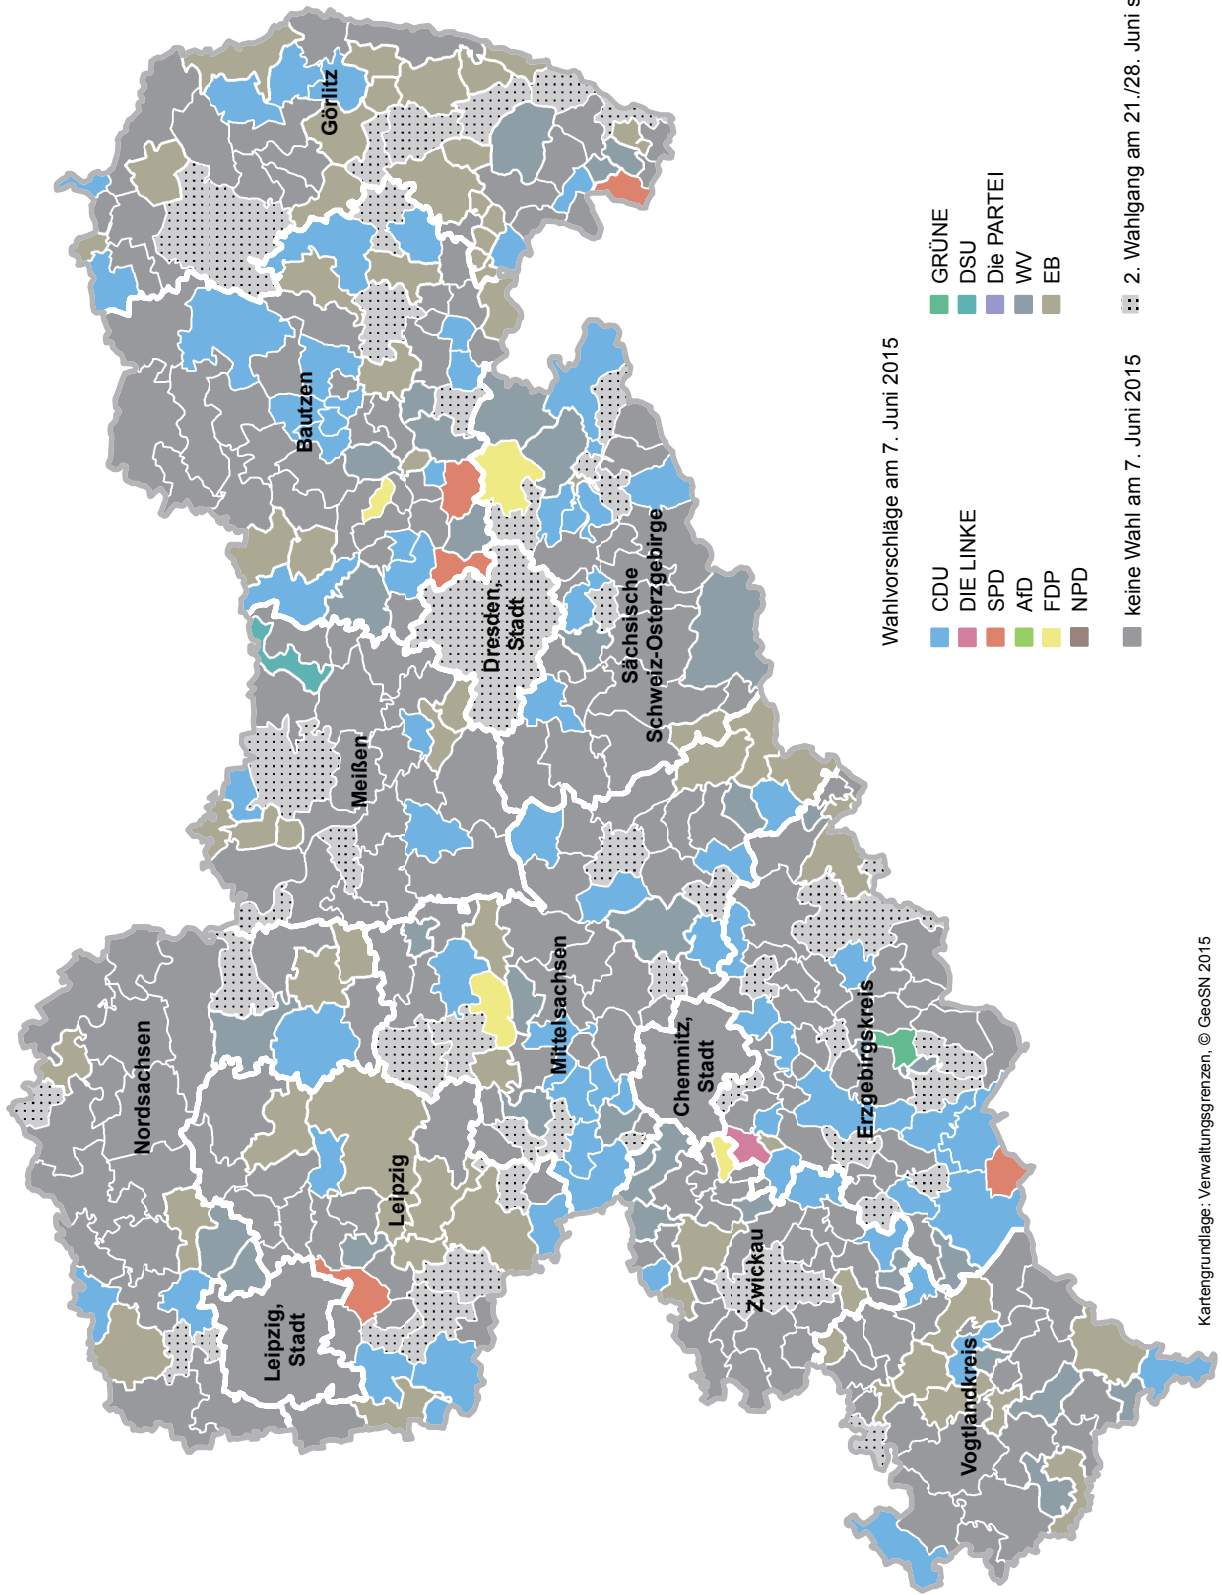 Nordsachsen
Leipzig,
Stadt
Leipzig
Meißen
Bautzen
Görlitz
Dresden,
Stadt
Sächsische
Schweiz-Osterzgebirge
Mittelsachsen
Chemnitz,
Stadt
Erzgebirgskreis
Zwickau
Vogtlandkreis
Wahlvorschläge am 7. Juni 2015
CDU
DIE LINKE
SPD
AfD
FDP
NPD
GRÜNE
DSU
Die PARTEI
WV
EB
keine Wahl am 7. Juni 2015
2. Wahlgang am 21./28. Juni s
Kartengrundlage: Verwaltungsgrenzen, © GeoSN 2015